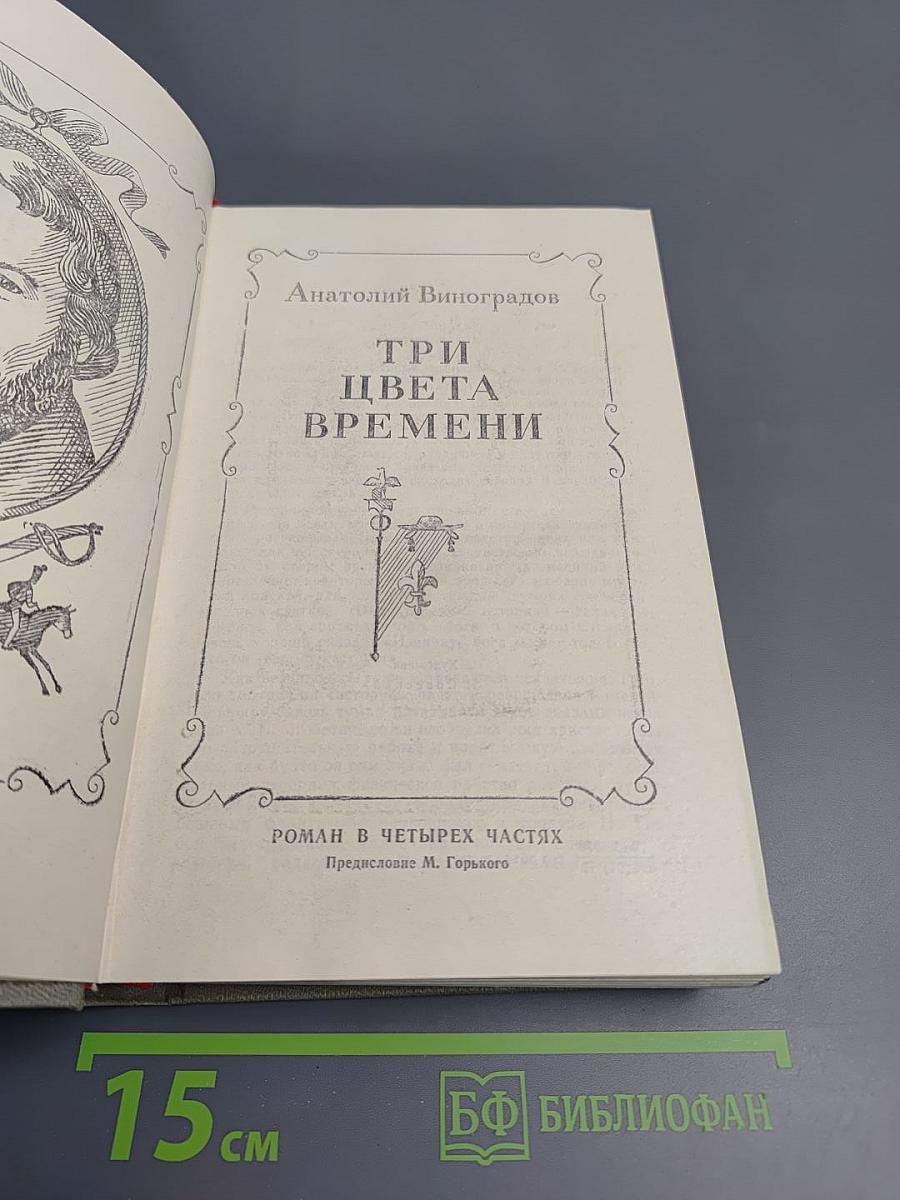 Анатолий Виноградов
ТРИ
ЦВЕТА
ВРЕМЕНИ
РОМАН В ЧЕТЫРЕХ ЧАСТЯХ
Предисловие М. Горького
15 см
БФ БИБЛИОФАН